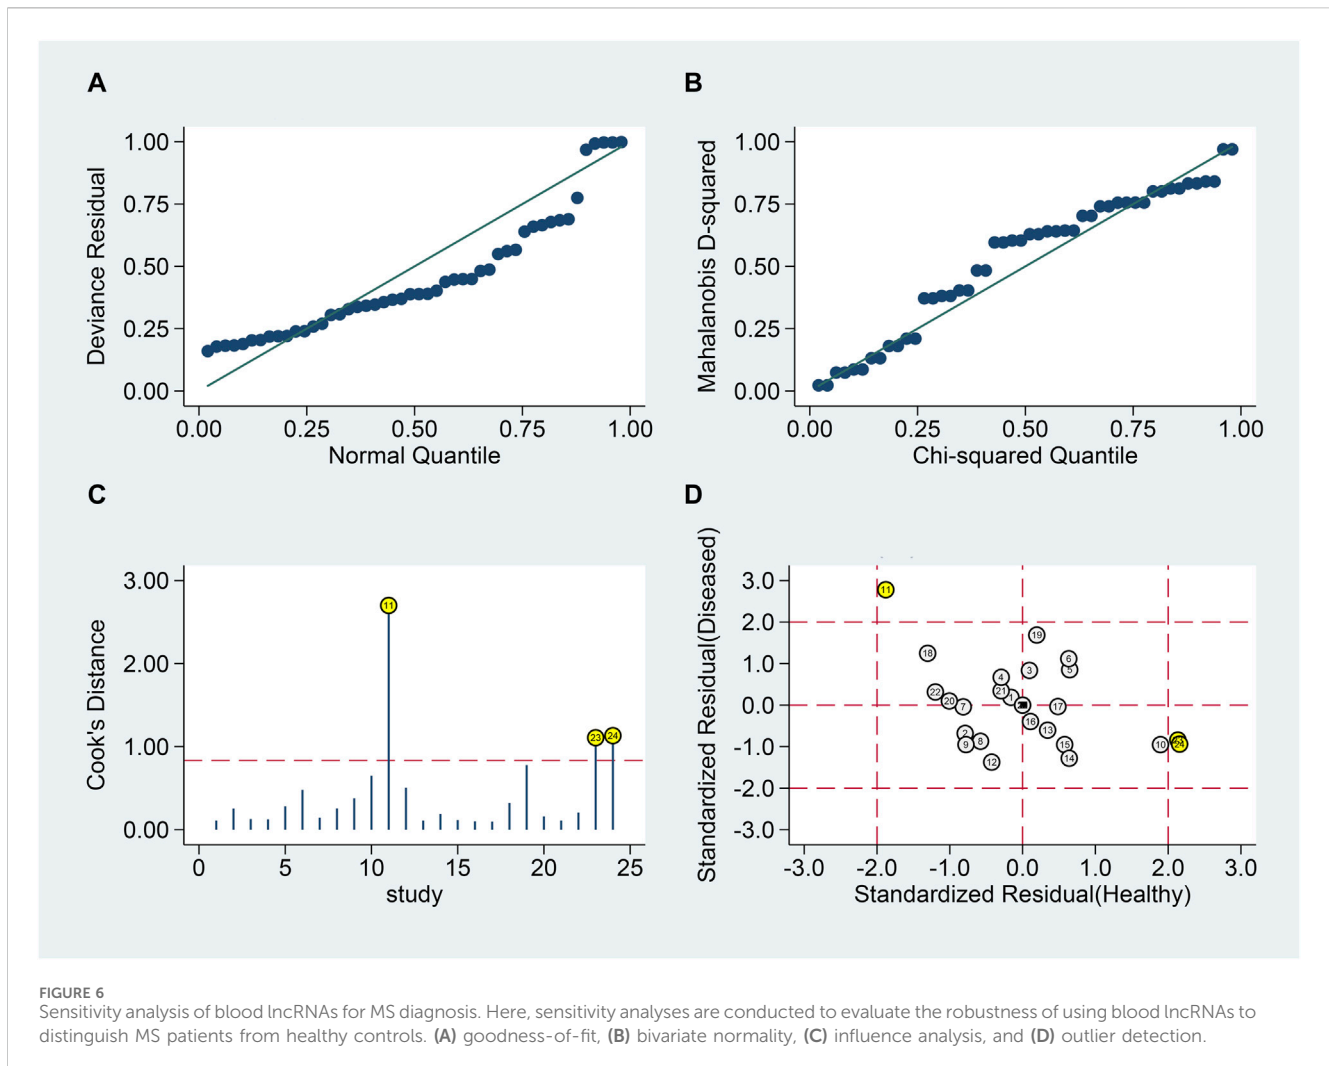 A
Deviance Residual
1.00
0.75
0.50
0.25
0.00
0.00 0.25 0.50 0.75 1.00
Normal Quantile
B
Mahalanobis D-squared
1.00
0.75
0.50
0.25
0.00
0.00 0.25 0.50 0.75 1.00
Chi-squared Quantile
C
Cook's Distance
3.00
2.00
1.00
0.00
11
23
24
0 5 10 15 20 25
study
D
Standardized Residual(Diseased)
3.0
2.0
1.0
0.0
-1.0
-2.0
-3.0
11
19
18
6
5
3
4
21
1
22
20
7
17
16
13
2
9
8
12
15
14
10
24
-3.0 -2.0 -1.0 0.0 1.0 2.0 3.0
Standardized Residual(Healthy)
FIGURE 6
Sensitivity analysis of blood lncRNAs for MS diagnosis. Here, sensitivity analyses are conducted to evaluate the robustness of using blood lncRNAs to
distinguish MS patients from healthy controls. (A) goodness-of-fit, (B) bivariate normality, (C) influence analysis, and (D) outlier detection.